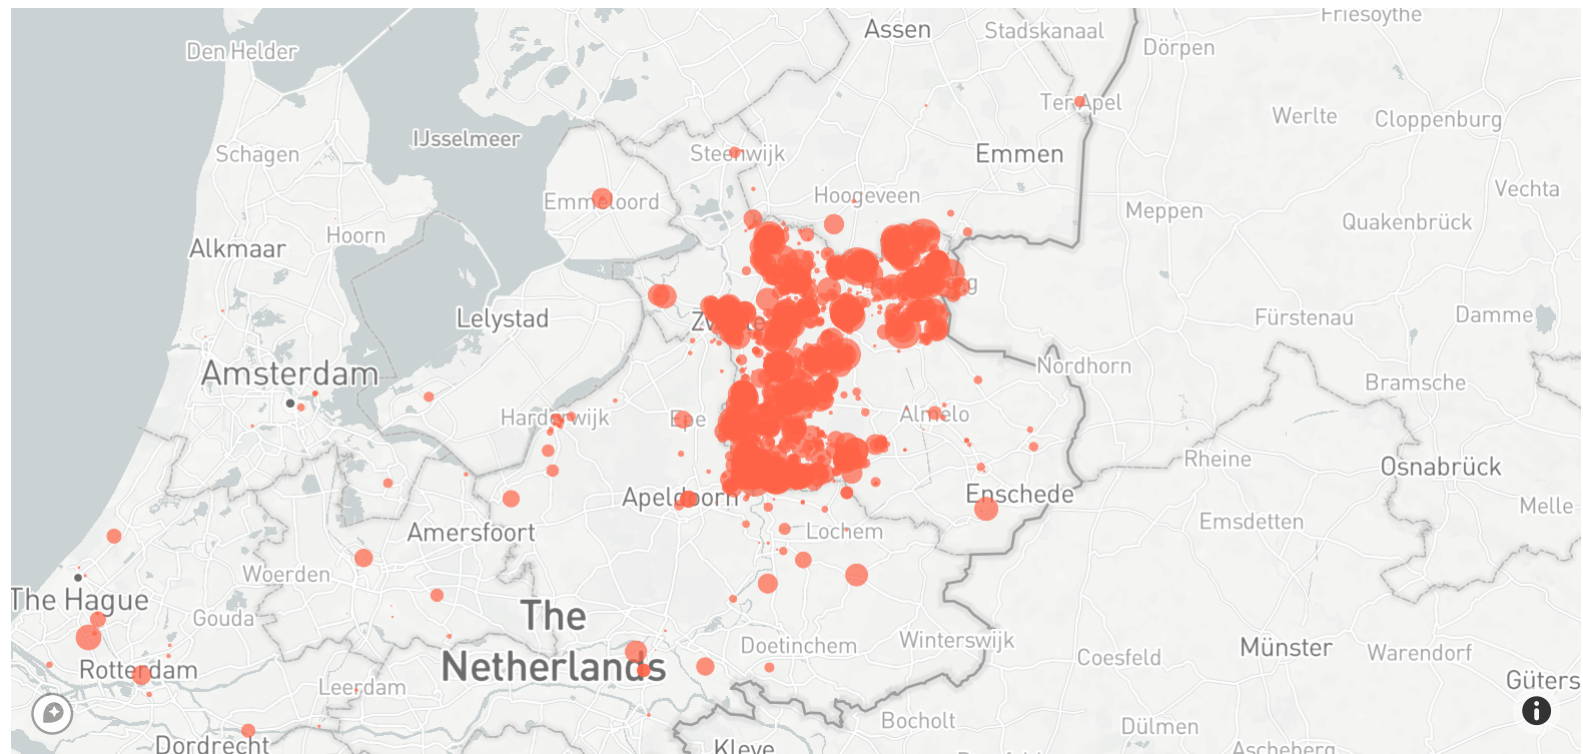 Friesoythe
Assen
Stadskanaal
Dörpen
Den Helder
Ter Apel
Werlte
Cloppenburg
IJsselmeer
Schagen
Steenwijk
Emmen
Hoogeveen
Vechta
Emmeloord
Meppen
Quakenbrück
Hoorn
Alkmaar
Lelystad
Fürstenau
Damme
Amsterdam
Nordhorn
Bramsche
Harderwijk
Epe
Almelo
Rheine
Osnabrück
Apeldoorn
Enschede
Melle
Amersfoort
Lochem
Emsdetten
Woerden
The Hague
Gouda
The
Netherlands
Doetinchem
Winterswijk
Coesfeld
Münster
Warendorf
Rotterdam
Leerdam
Güters
Bocholt
Dülmen
Dordrecht
Kleve
Ascheberg